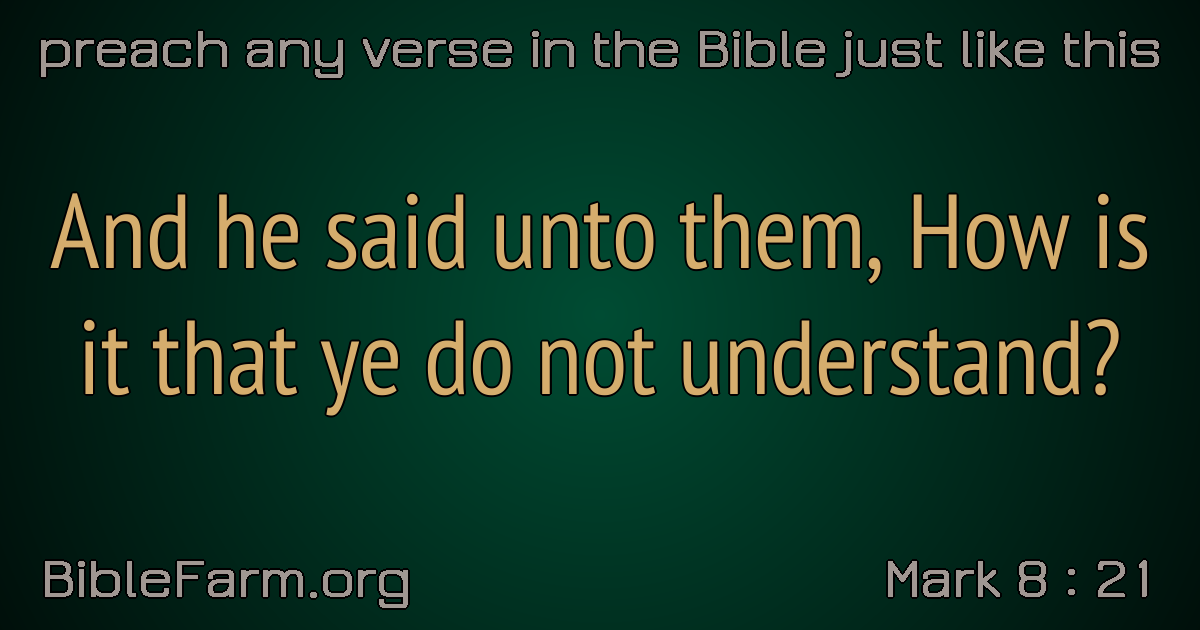 preach any verse in the Bible just like this
And he said unto them, How is
it that ye do not understand?
BibleFarm.org
Mark 8 : 21